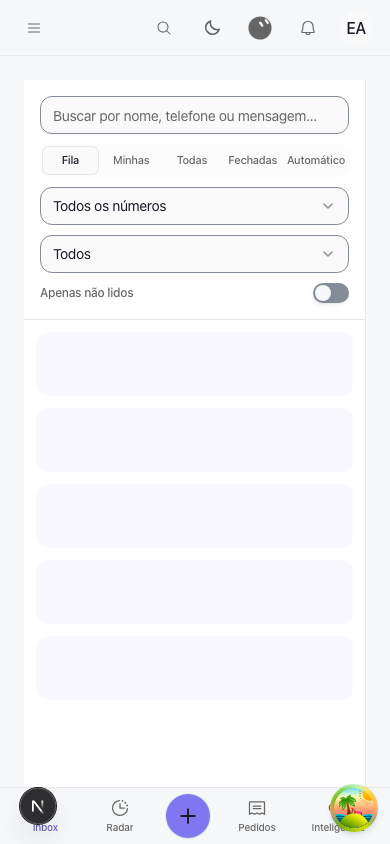 EA
Buscar por nome, telefone ou mensagem...
Fila Minhas Todas Fechadas Automático
Todos os números
Todos
Apenas não lidos
N
Inbox Radar Pedidos